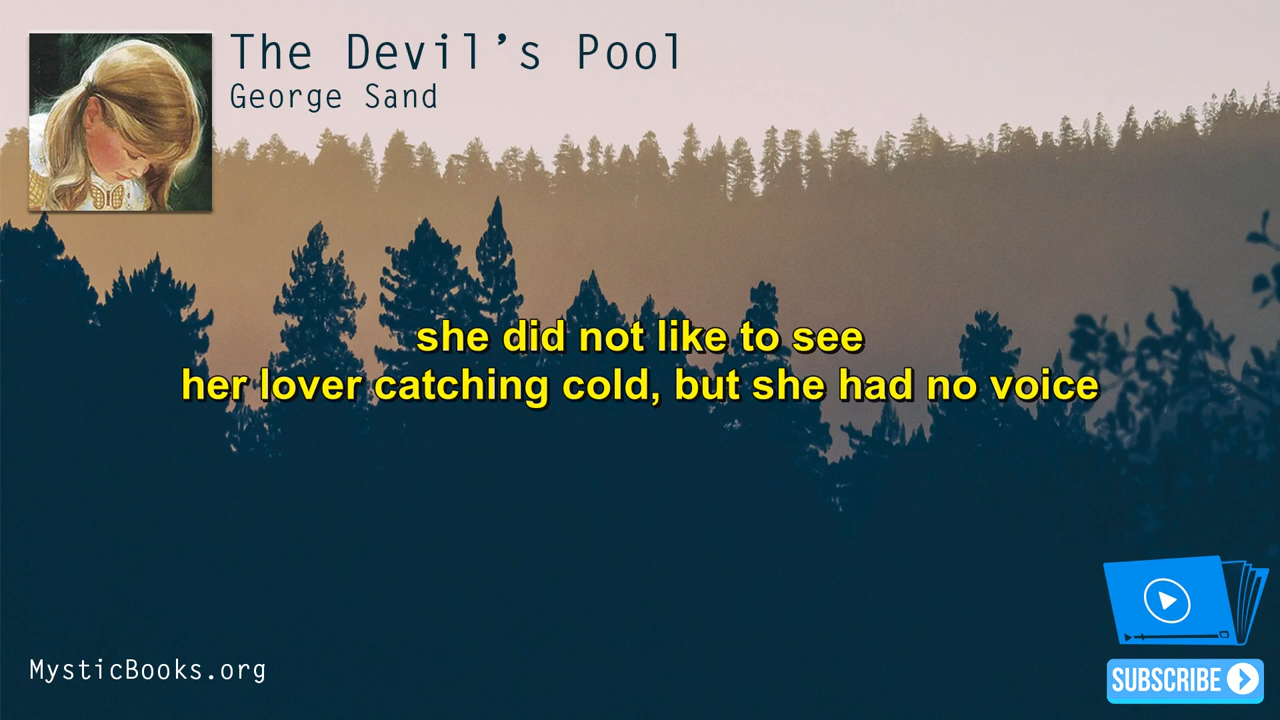 The Devil's Pool
George Sand
she did not like to see
her lover catching cold, but she had no voice
MysticBooks.org
SUBSCRIBE